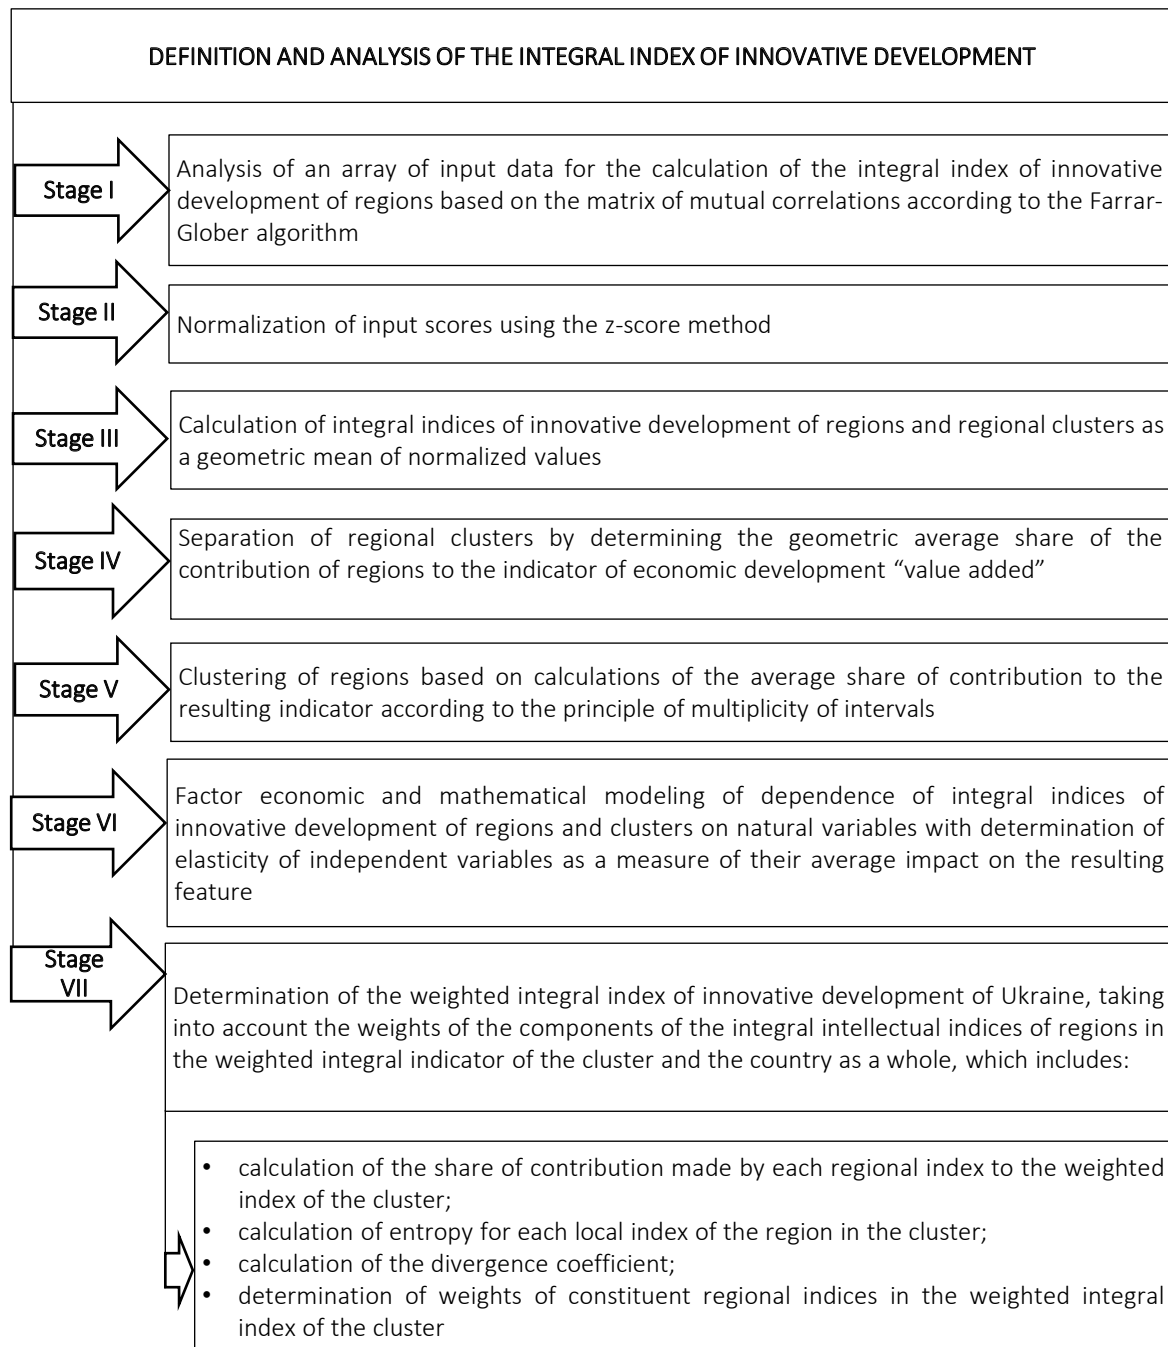 DEFINITION AND ANALYSIS OF THE INTEGRAL INDEX OF INNOVATIVE DEVELOPMENT
Stage I
Analysis of an array of input data for the calculation of the integral index of innovative
development of regions based on the matrix of mutual correlations according to the Farrar-
Glober algorithm
Stage II
Normalization of input scores using the z-score method
Stage III
Calculation of integral indices of innovative development of regions and regional clusters as
a geometric mean of normalized values
Stage IV
Separation of regional clusters by determining the geometric average share of the
contribution of regions to the indicator of economic development “value added”
Stage V
Clustering of regions based on calculations of the average share of contribution to the
resulting indicator according to the principle of multiplicity of intervals
Stage VI
Factor economic and mathematical modeling of dependence of integral indices of
innovative development of regions and clusters on natural variables with determination of
elasticity of independent variables as a measure of their average impact on the resulting
feature
Stage
VII
Determination of the weighted integral index of innovative development of Ukraine, taking
into account the weights of the components of the integral intellectual indices of regions in
the weighted integral indicator of the cluster and the country as a whole, which includes:
• calculation of the share of contribution made by each regional index to the weighted
index of the cluster;
• calculation of entropy for each local index of the region in the cluster;
• calculation of the divergence coefficient;
• determination of weights of constituent regional indices in the weighted integral
index of the cluster